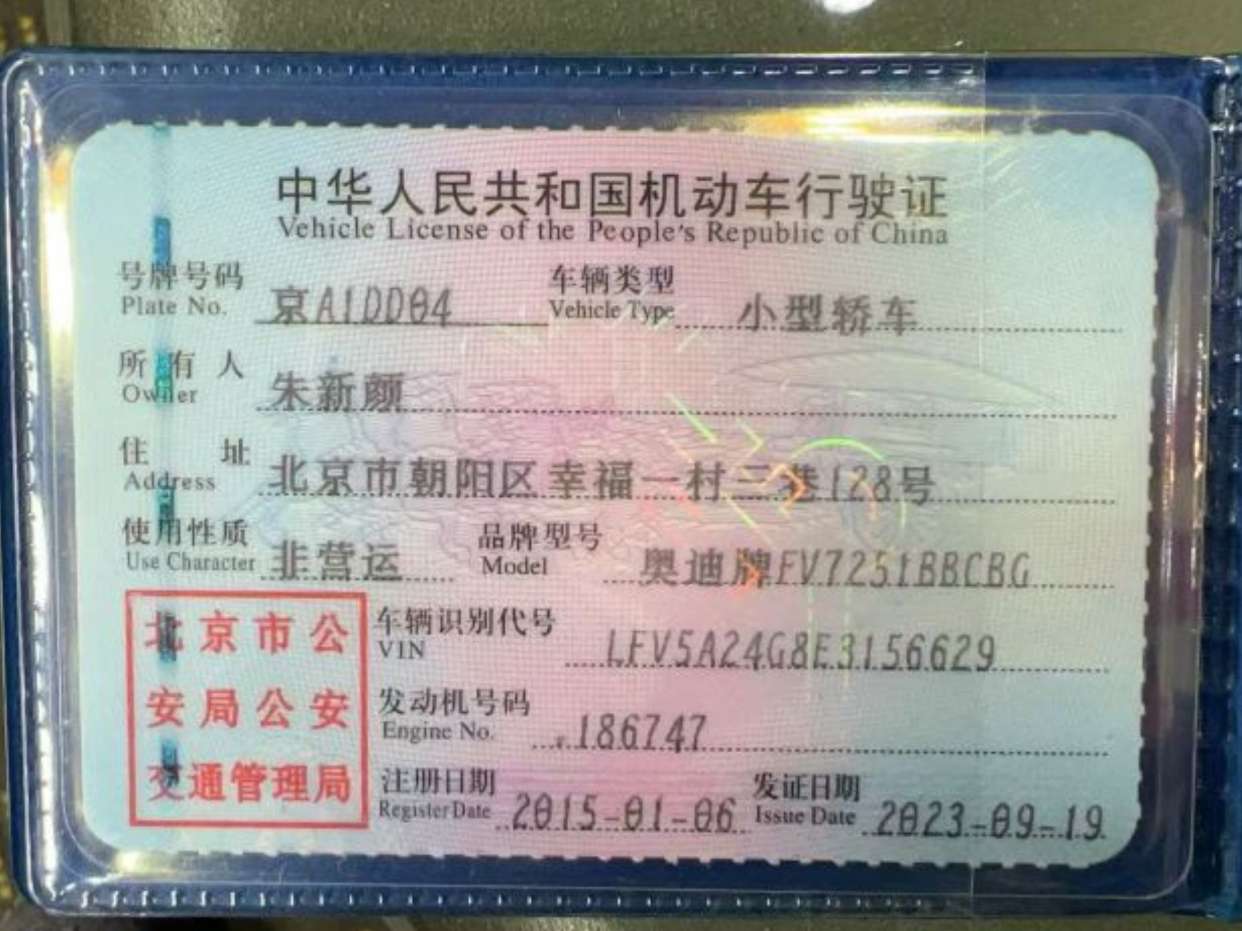 中华人民共和国机动车行驶证
Vehicle License of the People's Republic of China
号牌号码 京A1DD04 车辆类型 小型轿车
Plate No. Vehicle Type
所有人 朱新颜
Owner
住址 北京市朝阳区幸福一村三巷128号
Address
使用性质 非营运 品牌型号 奥迪牌FV7251BBCBG
Use Character Model
北京市公
安局公安
交通管理局
车辆识别代号 LFV5A24G8E3156629
VIN
发动机号码 186747
Engine No.
注册日期 2015-01-06 发证日期 2023-09-19
Register Date Issue Date